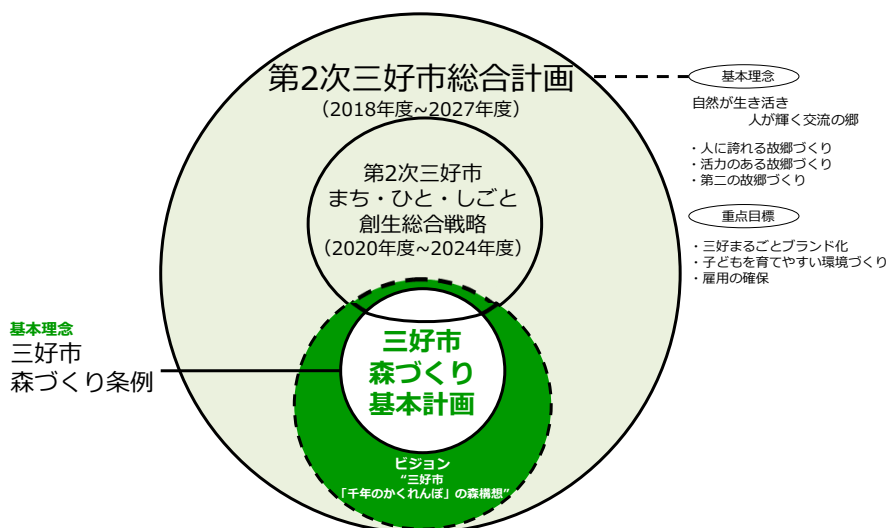 第2次三好市総合計画
（2018年度~2027年度）
第2次三好市
まち・ひと・しごと
創生総合戦略
（2020年度~2024年度）
三好市
森づくり
基本計画
ビジョン
“三好市
「千年のかくれんぼ」の森構想”
基本理念
三好市
森づくり条例
基本理念
自然が生き活き
人が輝く交流の郷
・人に誇れる故郷づくり
・活力のある故郷づくり
・第二の故郷づくり
重点目標
・三好まるごとブランド化
・子どもを育てやすい環境づくり
・雇用の確保